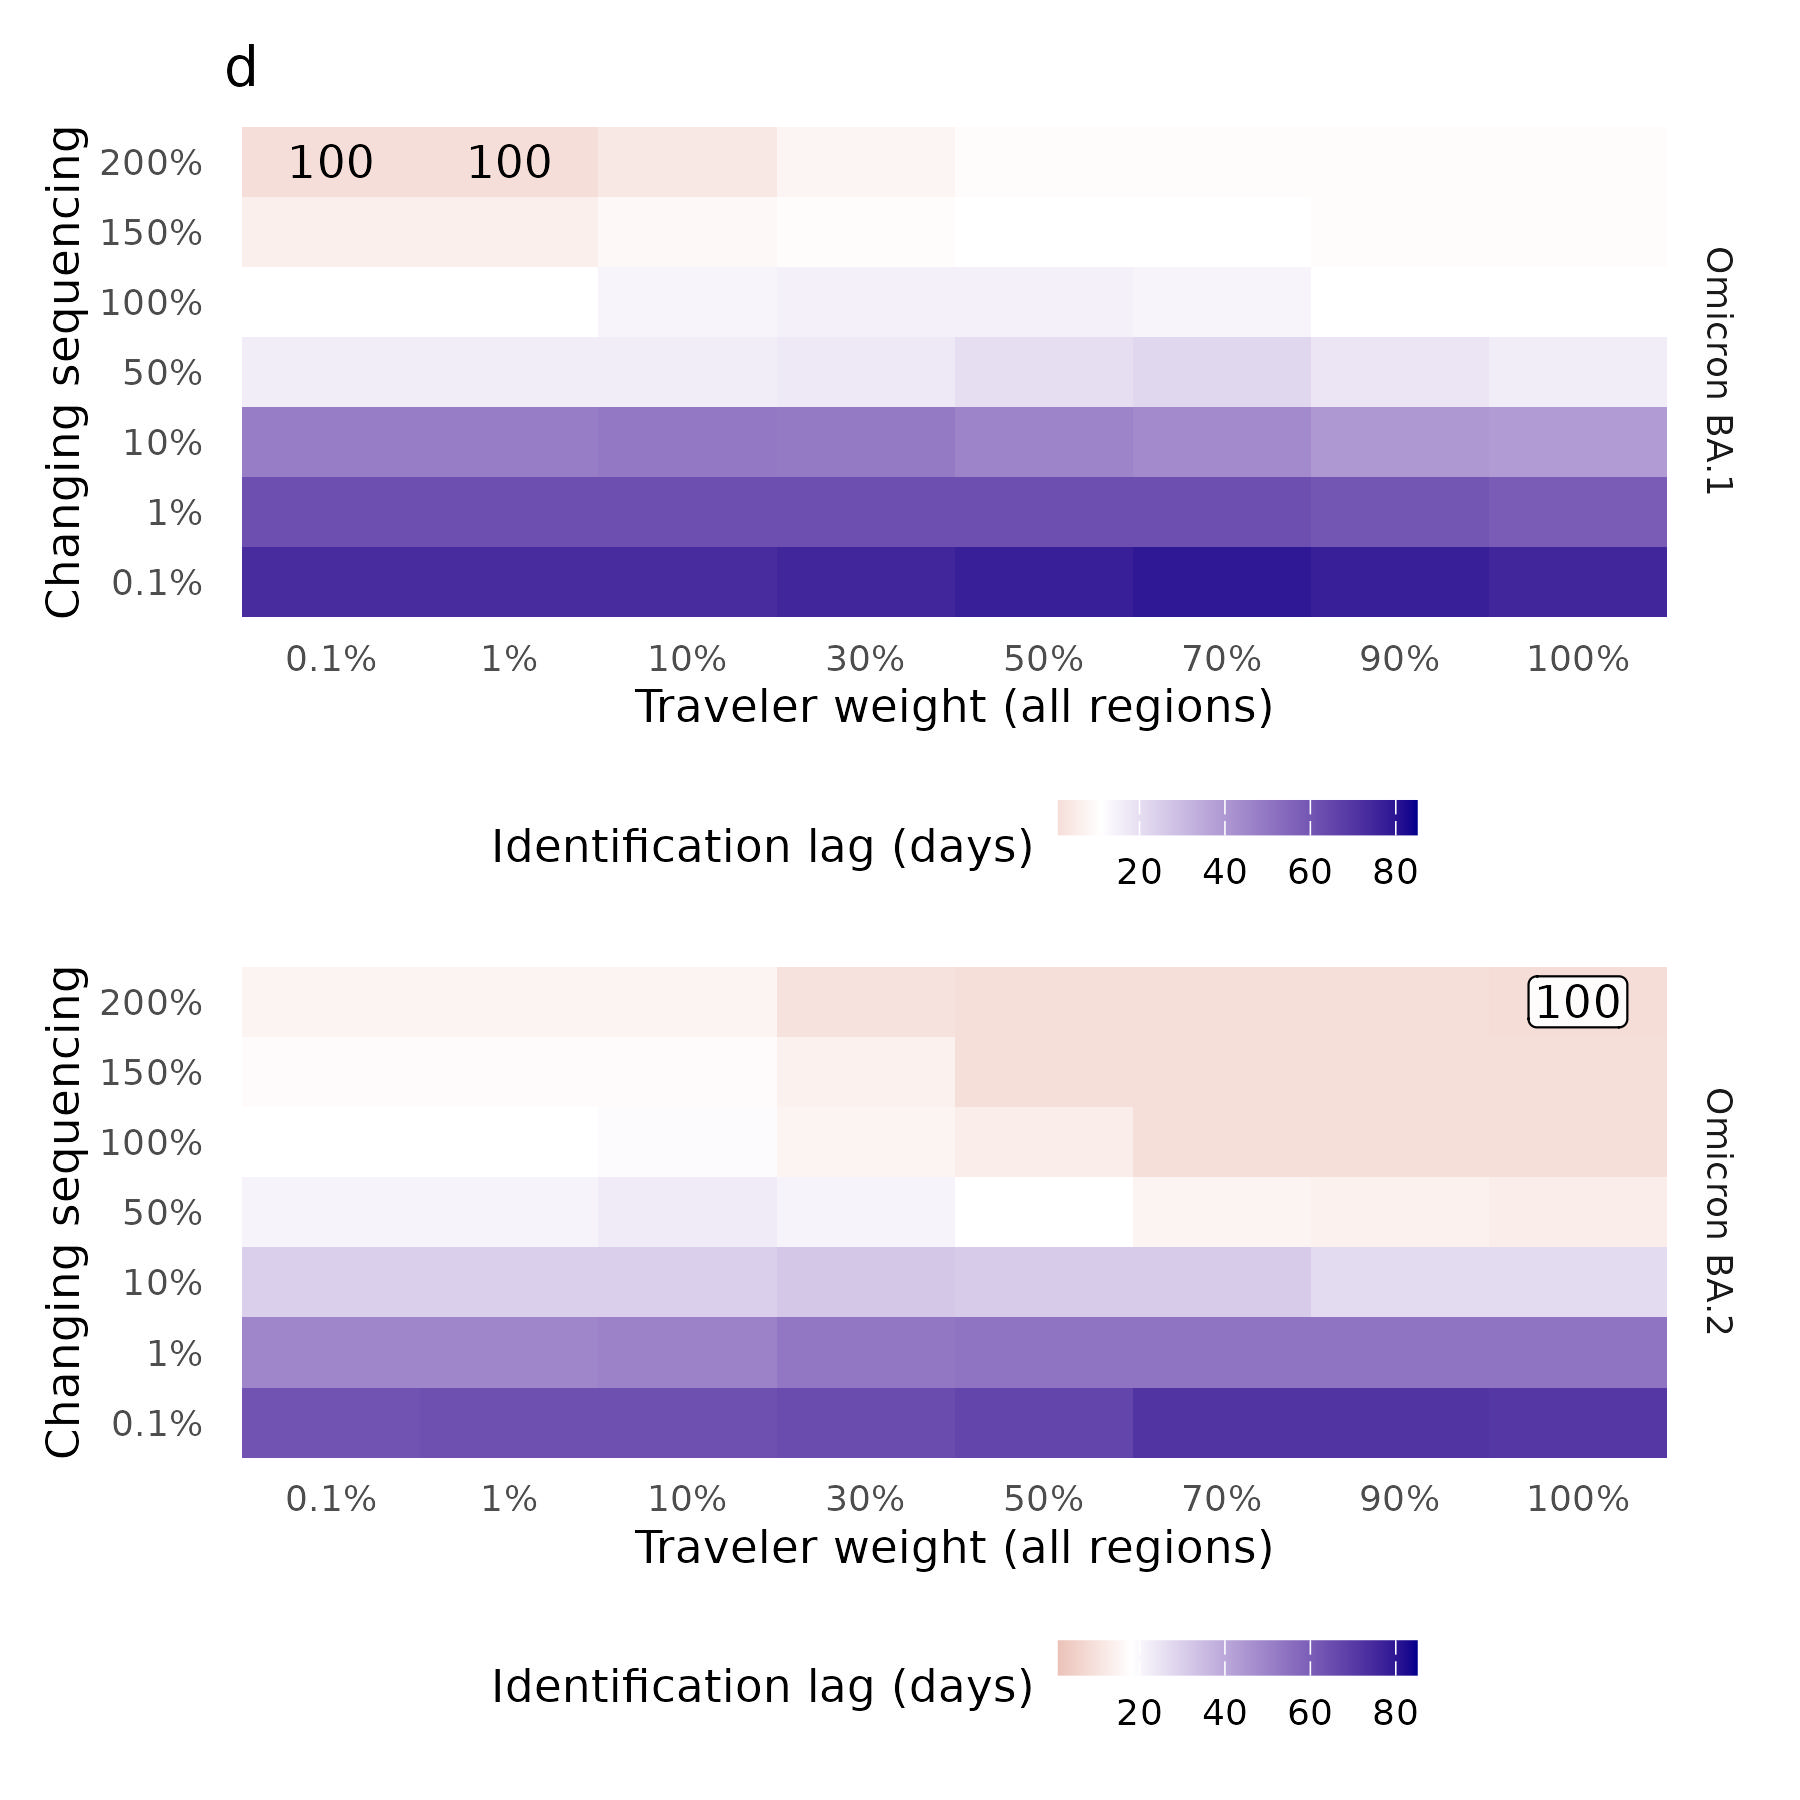 d
Changing sequencing
200%
100
100
150%
100%
50%
10%
1%
0.1%
0.1% 1% 10% 30% 50% 70% 90% 100%
Traveler weight (all regions)
Omicron BA.1
Identification lag (days)
20 40 60 80
Changing sequencing
200%
100
150%
100%
50%
10%
1%
0.1%
0.1% 1% 10% 30% 50% 70% 90% 100%
Traveler weight (all regions)
Omicron BA.2
Identification lag (days)
20 40 60 80